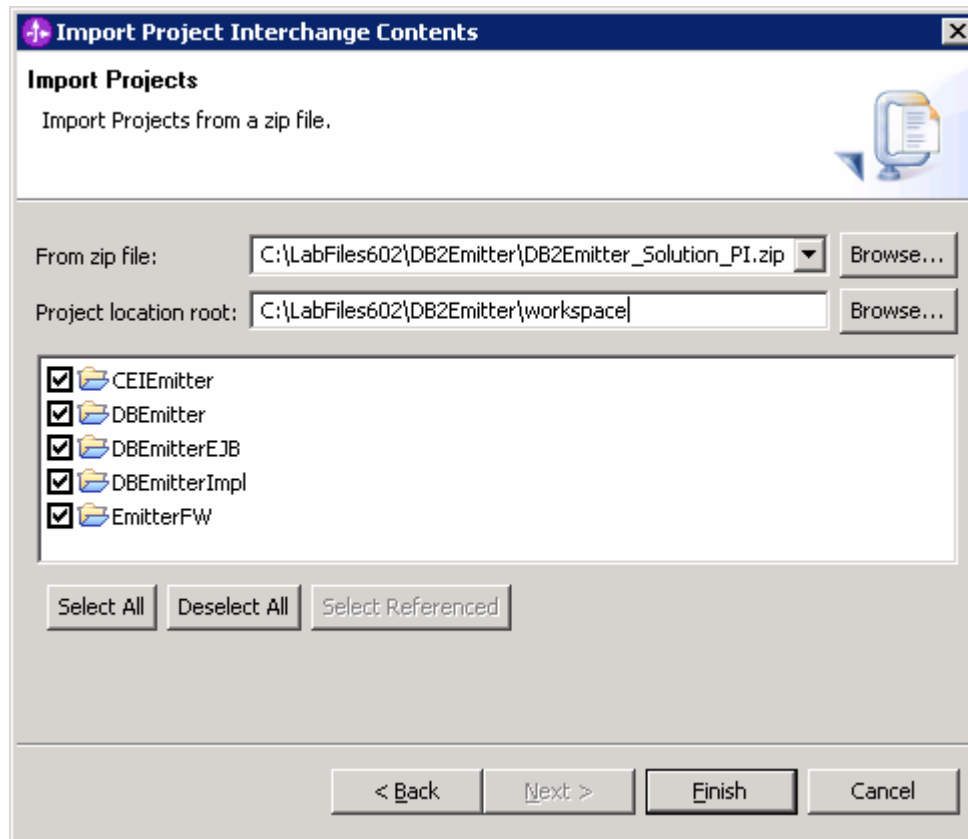 Import Project Interchange Contents
Import Projects
Import Projects from a zip file.
From zip file: C:\LabFiles602\DB2Emitter\DB2Emitter_Solution_PI.zip Browse...
Project location root: C:\LabFiles602\DB2Emitter\workspace Browse...
CEIEmitter
DBEmitter
DBEmitterEJB
DBEmitterImpl
EmitterFW
Select All Deselect All Select Referenced
< Back Next > Finish Cancel